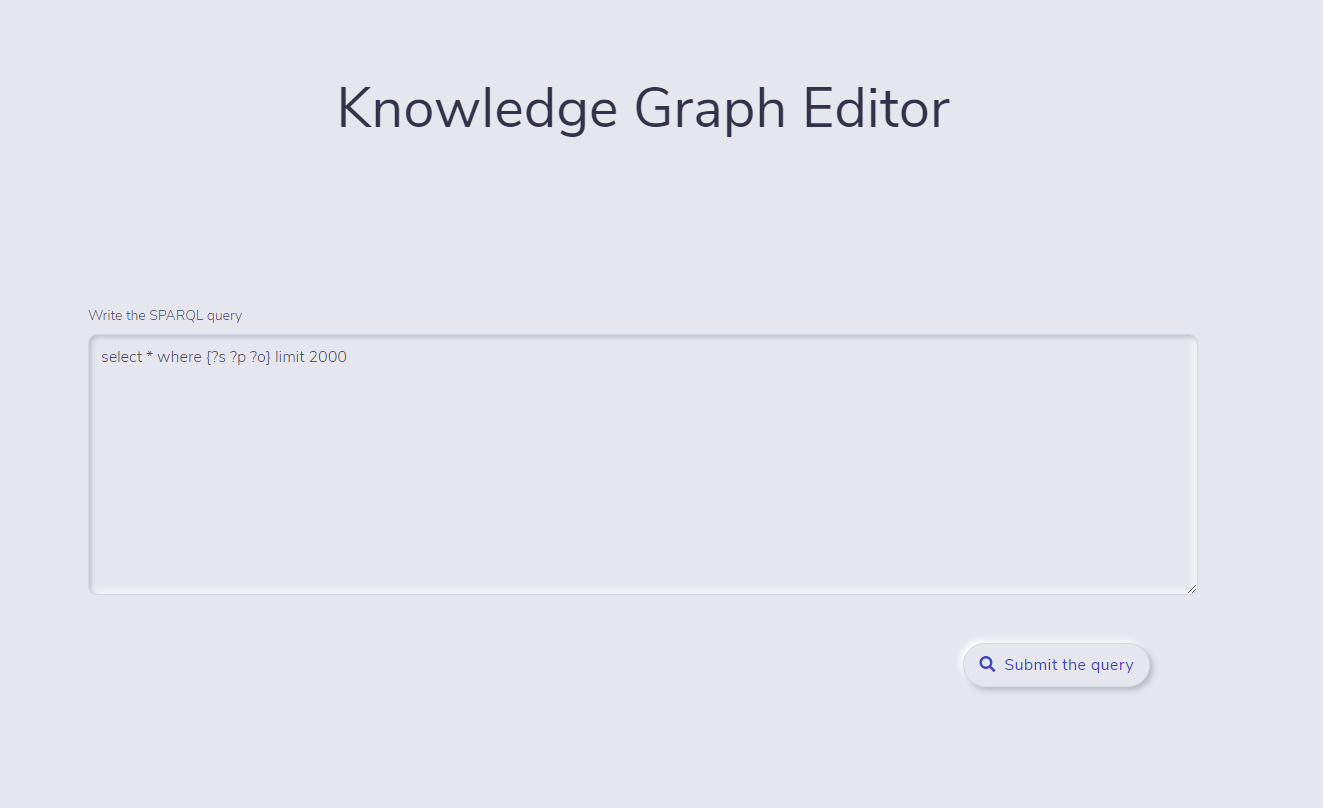 Knowledge Graph Editor
Write the SPARQL query
select * where {?s ?p ?o} limit 2000
Submit the query